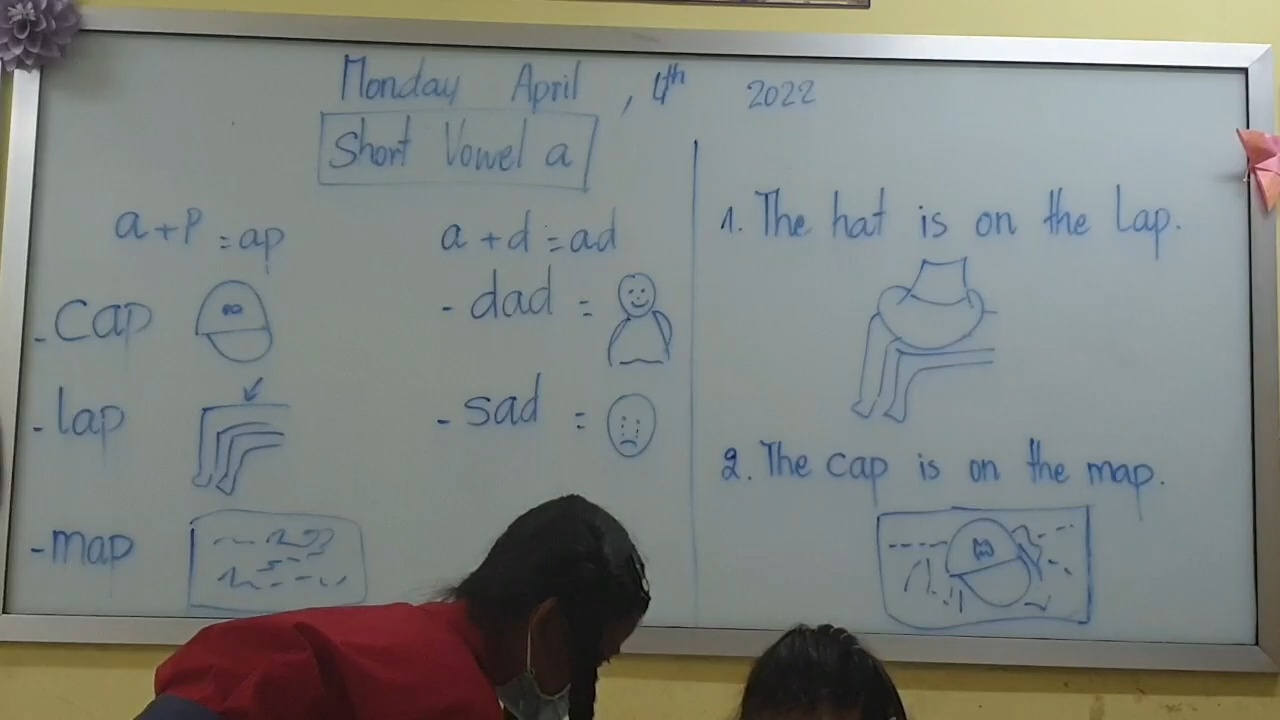 Monday April, 4th 2022
Short Vowel a
a + p = ap
- cap
- lap
- map
a + d = ad
- dad =
- sad =
1. The hat is on the Lap.
2. The cap is on the map.